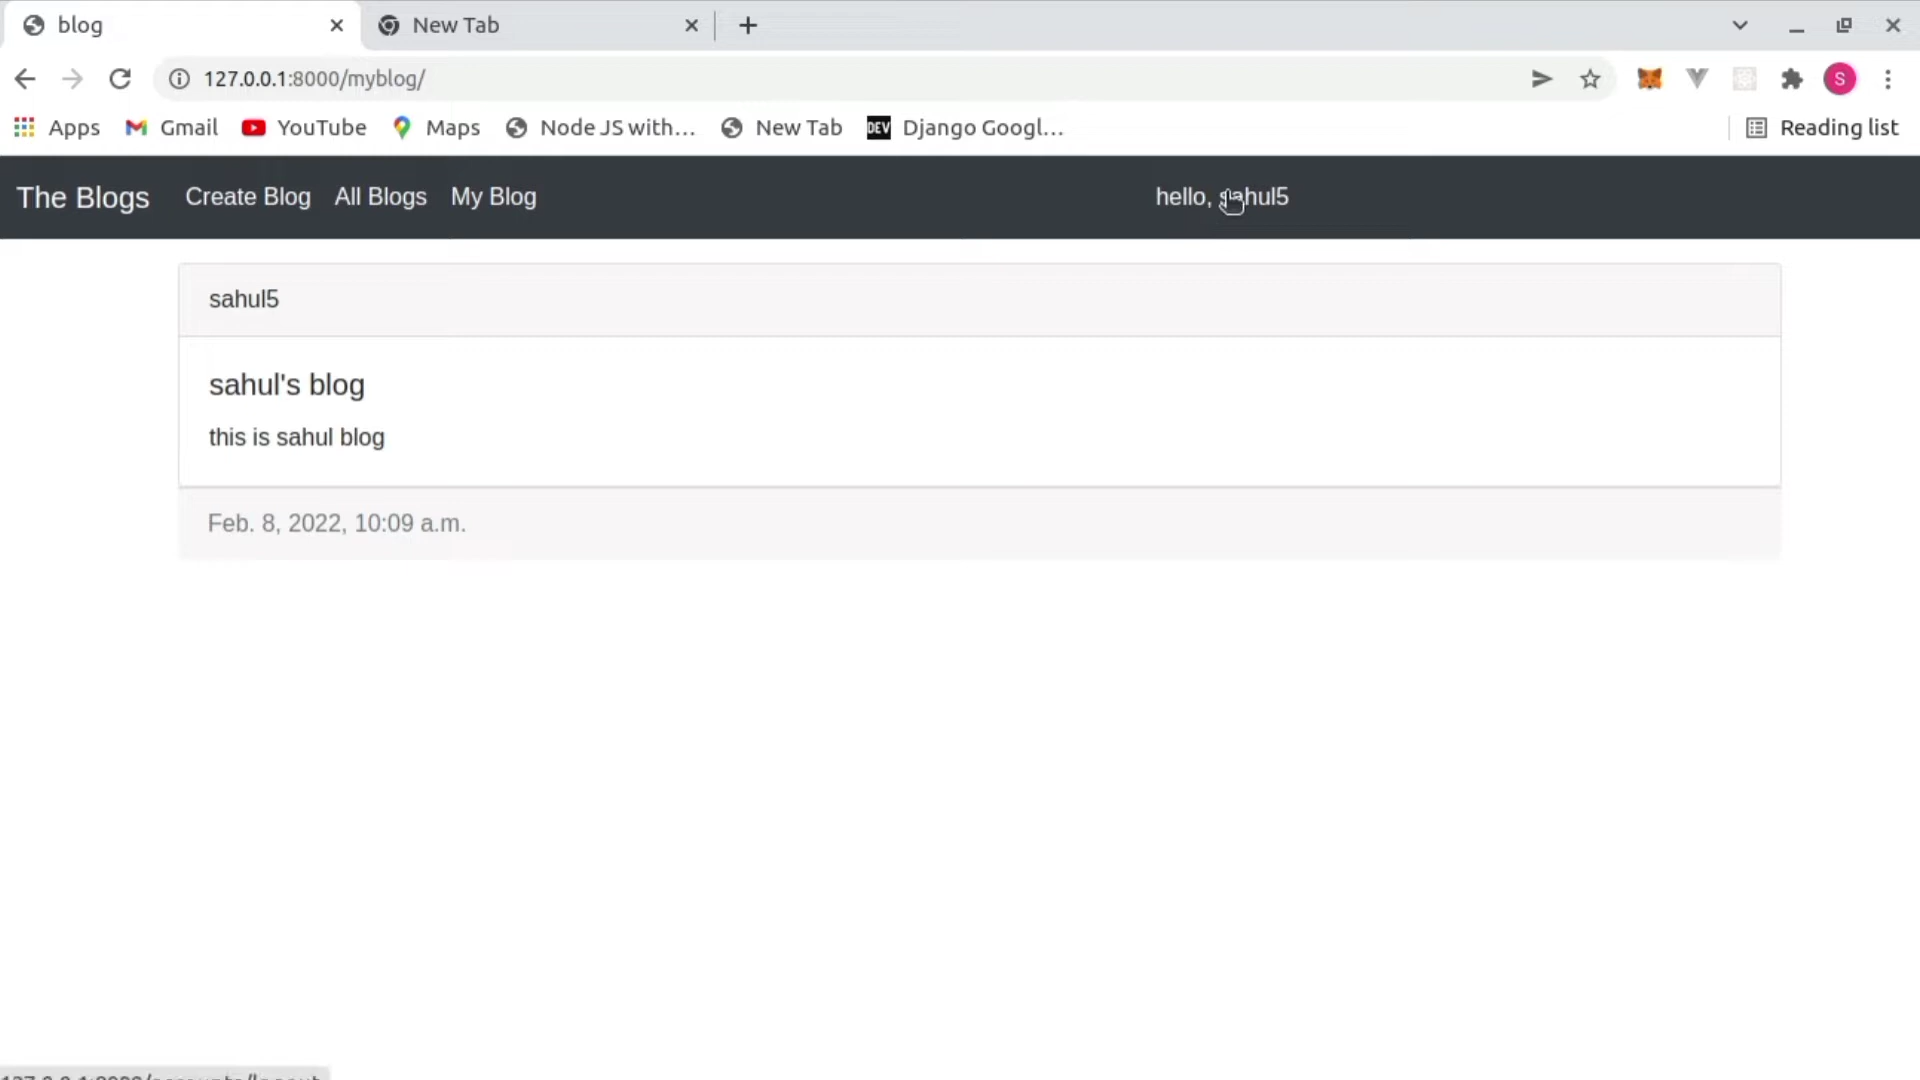 blog
New Tab
127.0.0.1:8000/myblog/
S
Apps
Gmail
YouTube
Maps
Node JS with...
New Tab
DEV
Django Googl...
Reading list
The Blogs
Create Blog
All Blogs
My Blog
hello, sahul5
sahul5
sahul's blog
this is sahul blog
Feb. 8, 2022, 10:09 a.m.